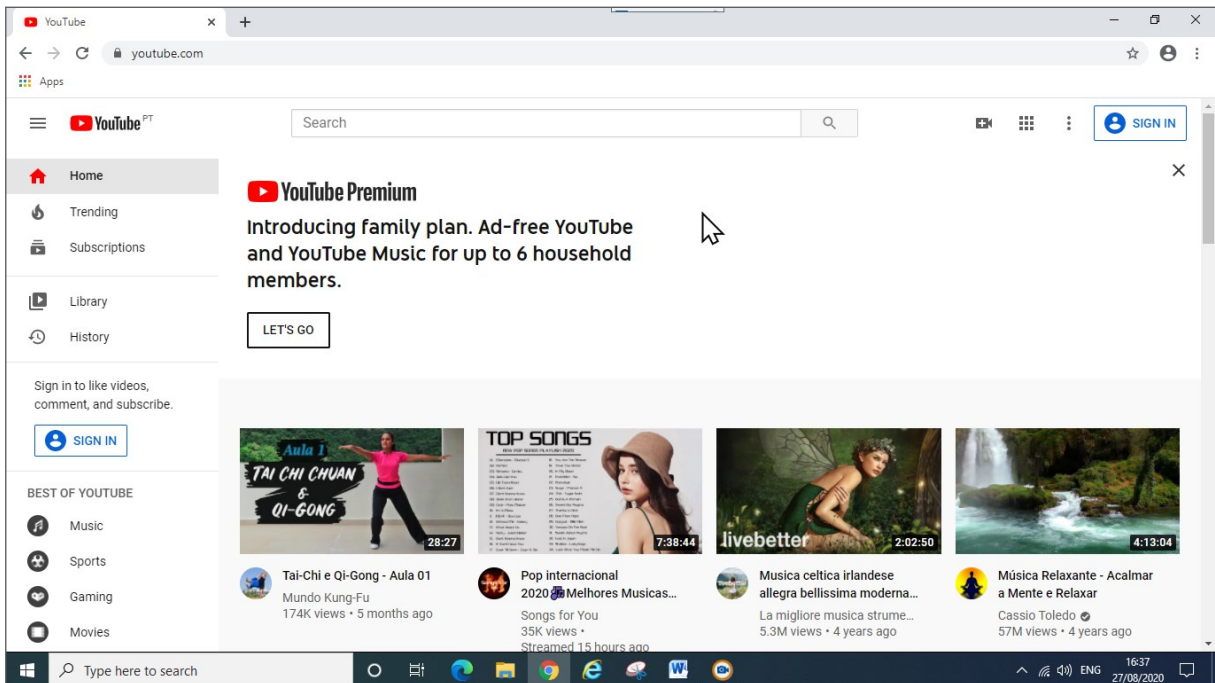 YouTube
youtube.com
Apps
YouTube PT
Search
SIGN IN
Home
Trending
Subscriptions
Library
History
Sign in to like videos,
comment, and subscribe.
SIGN IN
BEST OF YOUTUBE
Music
Sports
Gaming
Movies
YouTube Premium
Introducing family plan. Ad-free YouTube
and YouTube Music for up to 6 household
members.
LET'S GO
Aula 1
TAI CHI CHUAN
&
QI-GONG
28:27
Tai-Chi e Qi-Gong - Aula 01
Mundo Kung-Fu
174K views • 5 months ago
TOP SONGS
7:38:44
Pop internacional
2020 Melhores Musicas...
Songs for You
35K views •
Streamed 15 hours ago
livebetter
2:02:50
Musica celtica irlandese
allegra bellissima moderna...
La migliore musica strume...
5.3M views • 4 years ago
4:13:04
Música Relaxante - Acalmar
a Mente e Relaxar
Cassio Toledo
57M views • 4 years ago
Type here to search
ENG
16:37
27/08/2020